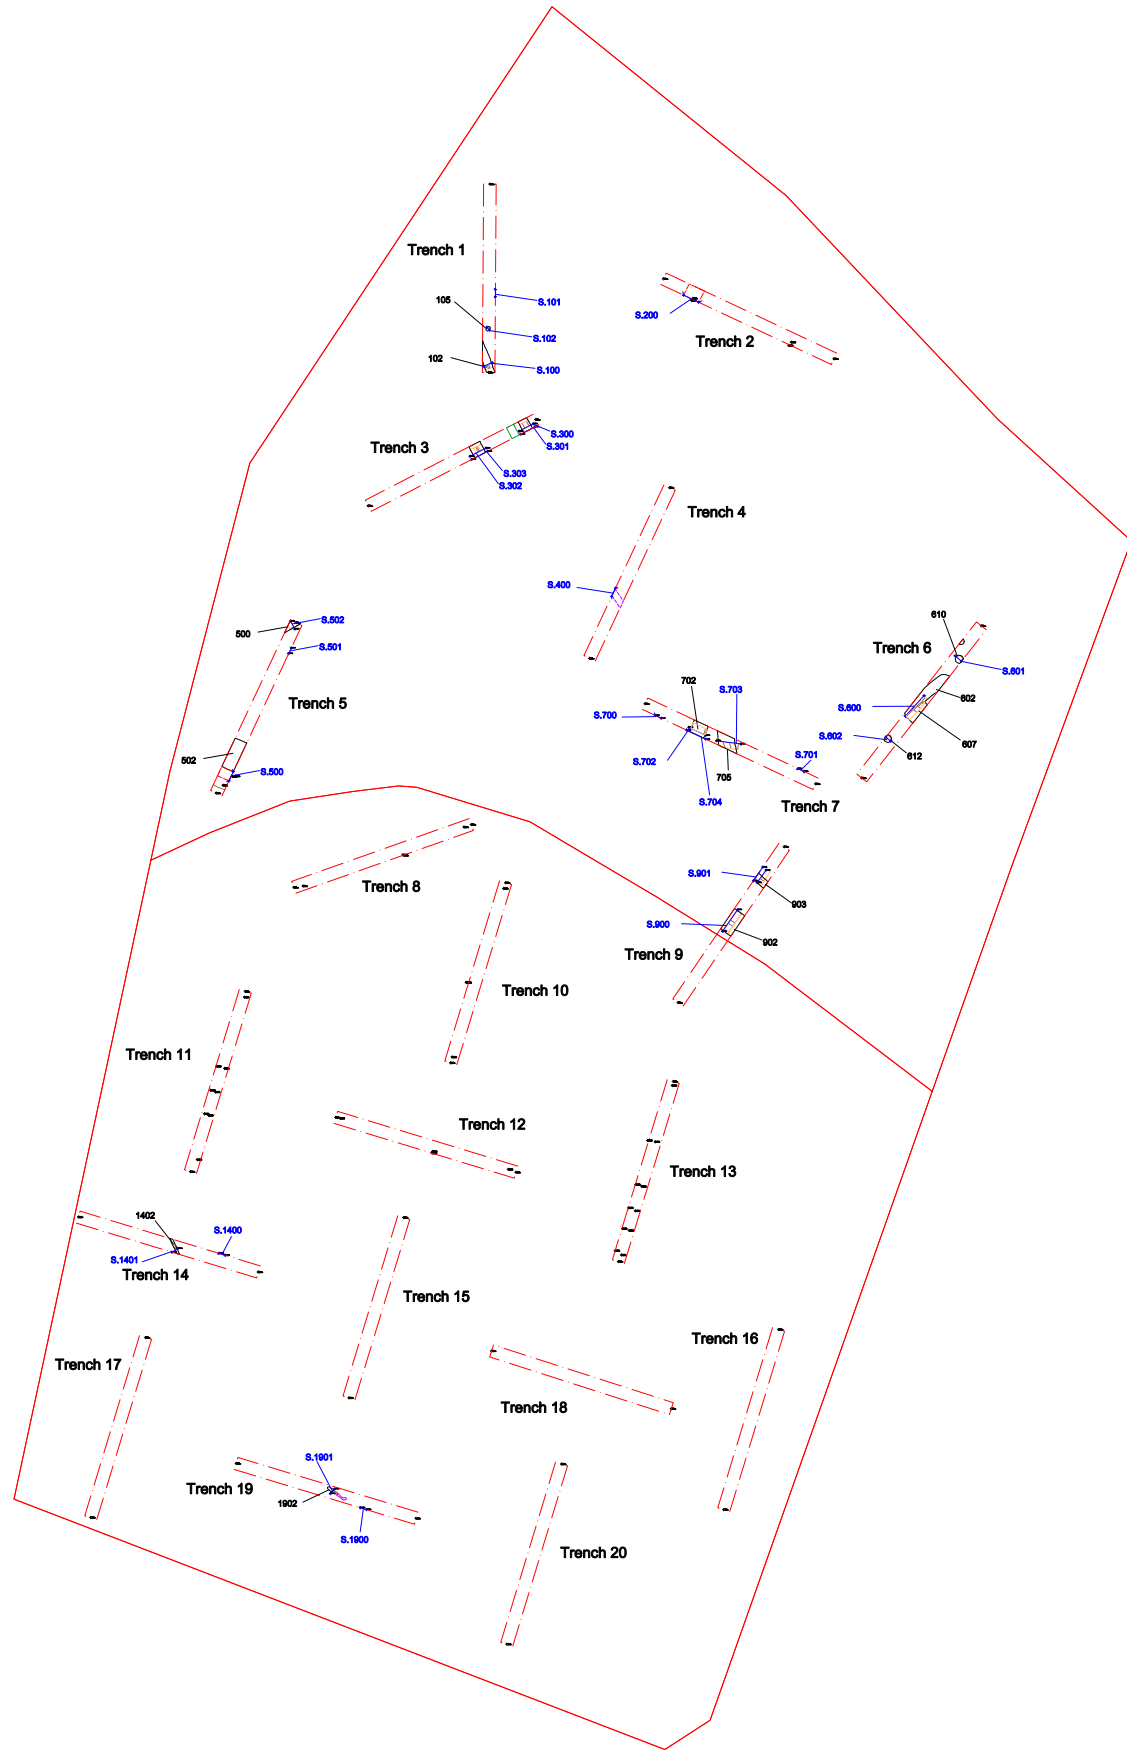 Trench 1
105
S.101
S.102
102
S.100
S.200
Trench 2
Trench 3
S.300
S.301
S.303
S.302
Trench 4
S.400
500
S.502
S.501
Trench 5
502
S.500
610
Trench 6
S.601
602
S.600
S.602
607
612
702
S.703
S.700
S.702
705
S.701
S.704
Trench 7
Trench 8
S.901
903
S.900
902
Trench 9
Trench 10
Trench 11
Trench 12
Trench 13
1402
S.1400
S.1401
Trench 14
Trench 15
Trench 16
Trench 17
Trench 18
S.1901
Trench 19
1902
S.1900
Trench 20